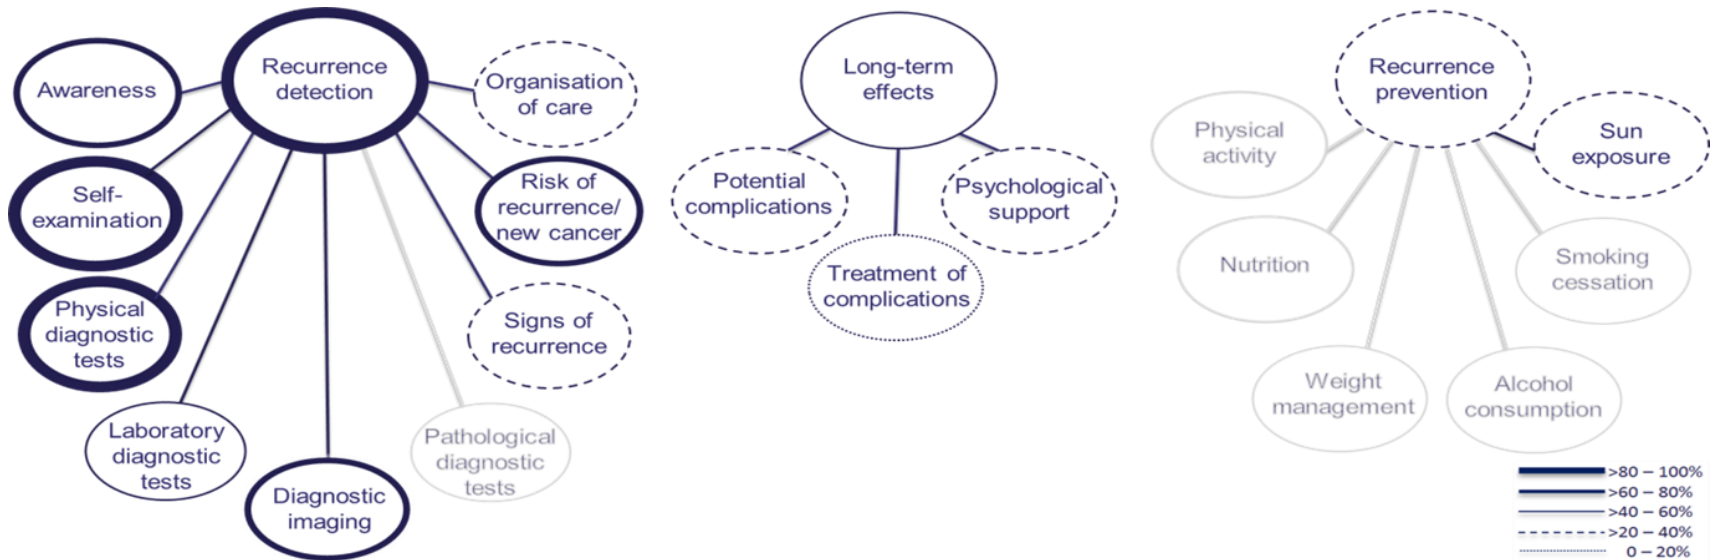 Recurrence
detection
Awareness
Self-
examination
Physical
diagnostic
tests
Laboratory
diagnostic
tests
Diagnostic
imaging
Pathological
diagnostic
tests
Signs of
recurrence
Risk of
recurrence/
new cancer
Organisation
of care
Long-term
effects
Potential
complications
Treatment of
complications
Psychological
support
Recurrence
prevention
Physical
activity
Nutrition
Weight
management
Alcohol
consumption
Smoking
cessation
Sun
exposure
>80 – 100%
>60 – 80%
>40 – 60%
>20 – 40%
0 – 20%